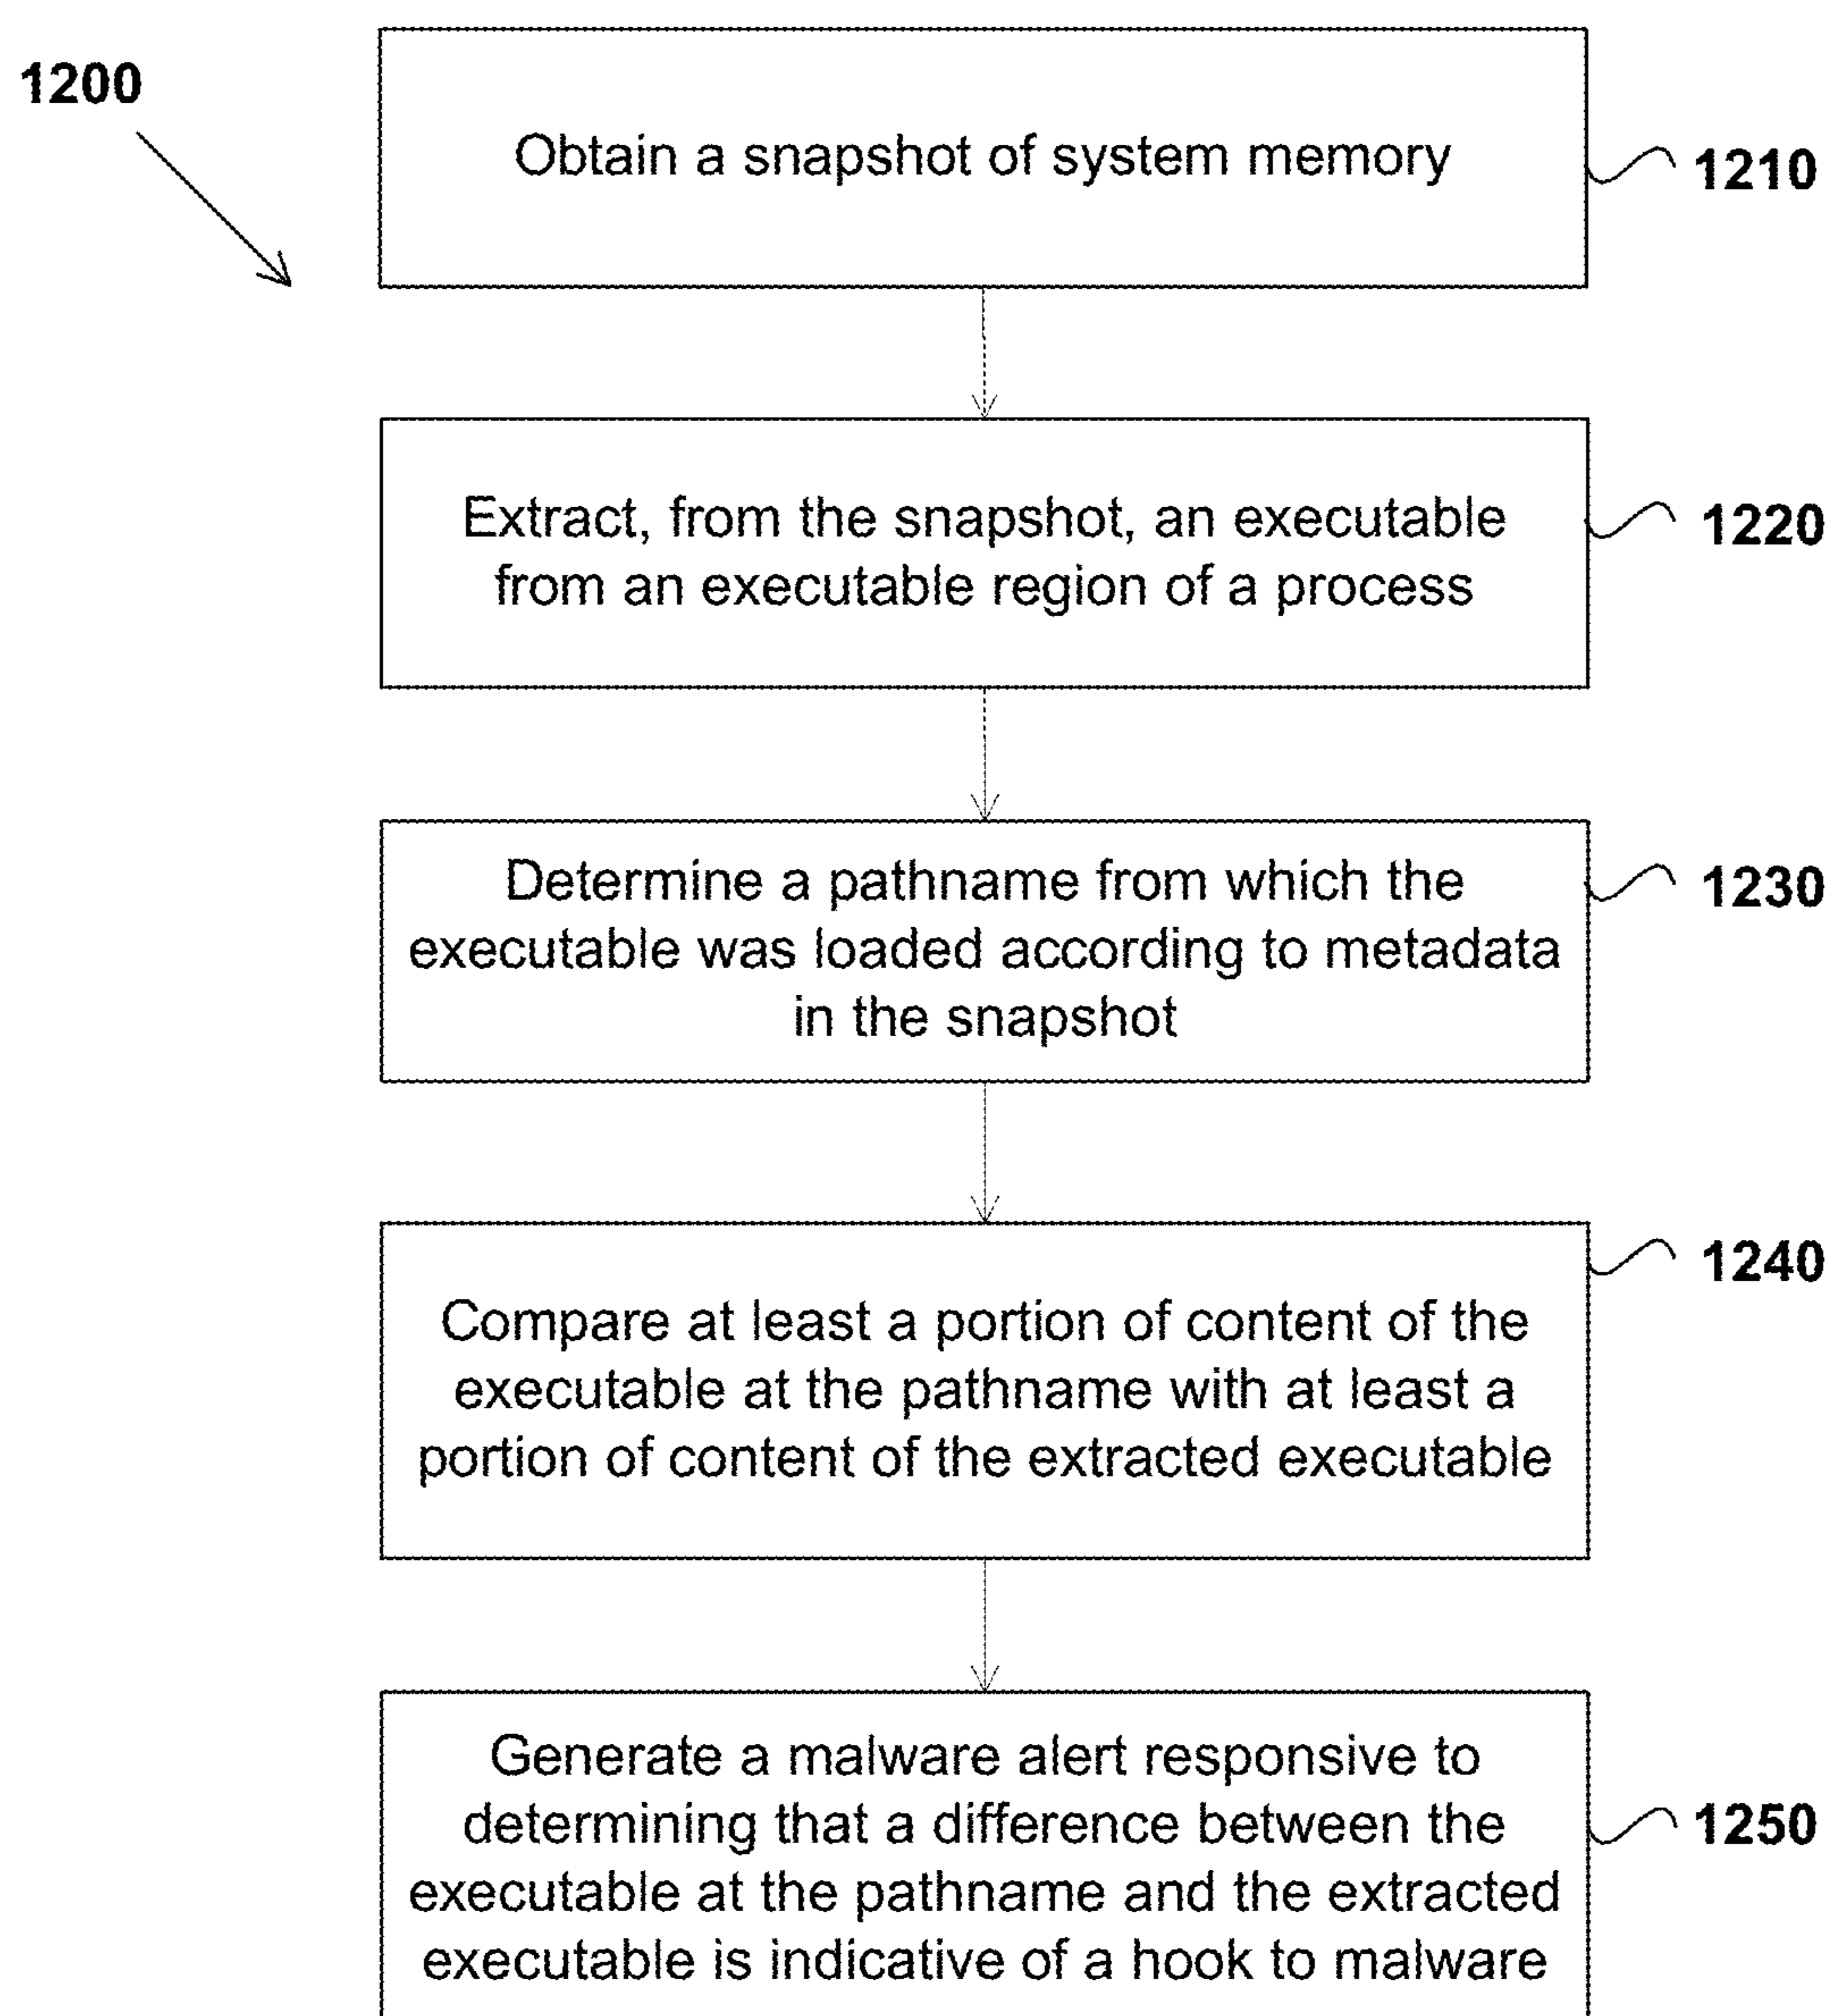 1200
Obtain a snapshot of system memory
1210
Extract, from the snapshot, an executable
from an executable region of a process
1220
Determine a pathname from which the
executable was loaded according to metadata
in the snapshot
1230
Compare at least a portion of content of the
executable at the pathname with at least a
portion of content of the extracted executable
1240
Generate a malware alert responsive to
determining that a difference between the
executable at the pathname and the extracted
executable is indicative of a hook to malware
1250